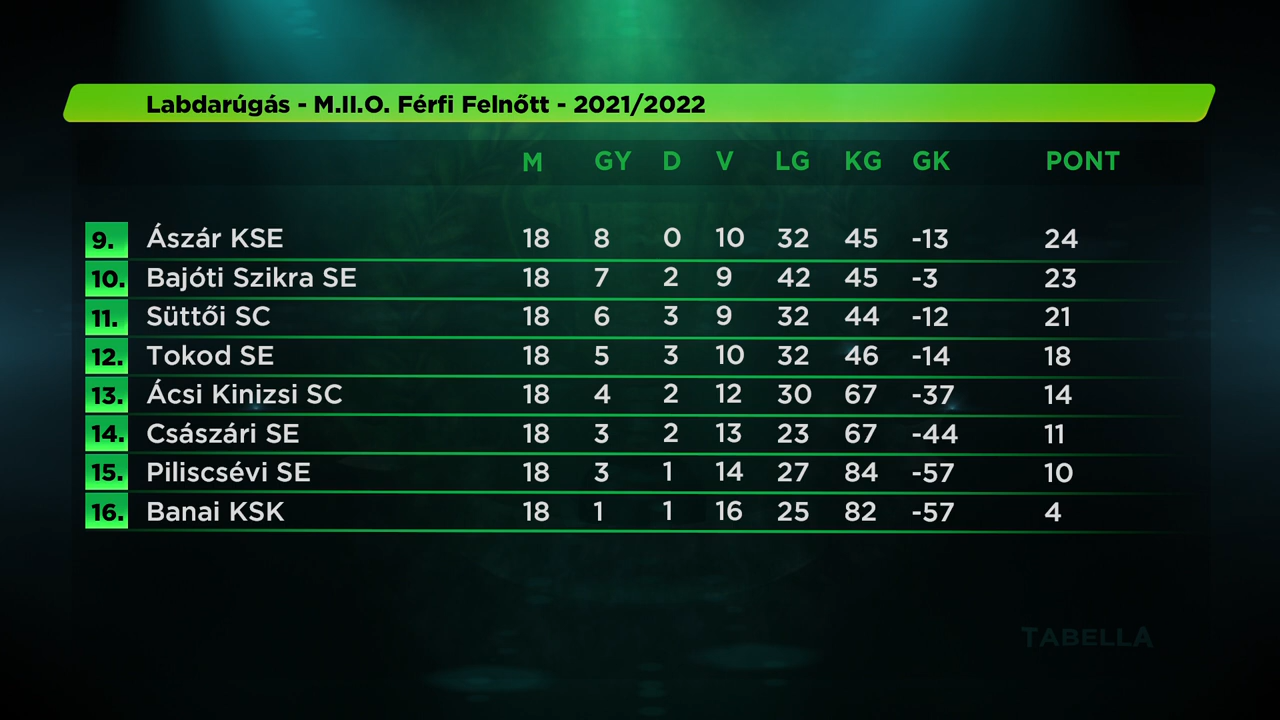 Labdarúgás - M.II.O. Férfi Felnőtt - 2021/2022
M GY D V LG KG GK PONT
9. Ászár KSE 18 8 0 10 32 45 -13 24
10. Bajóti Szikra SE 18 7 2 9 42 45 -3 23
11. Süttői SC 18 6 3 9 32 44 -12 21
12. Tokod SE 18 5 3 10 32 46 -14 18
13. Ácsi Kinizsi SC 18 4 2 12 30 67 -37 14
14. Császári SE 18 3 2 13 23 67 -44 11
15. Piliscsévi SE 18 3 1 14 27 84 -57 10
16. Banai KSK 18 1 1 16 25 82 -57 4
TABELLA